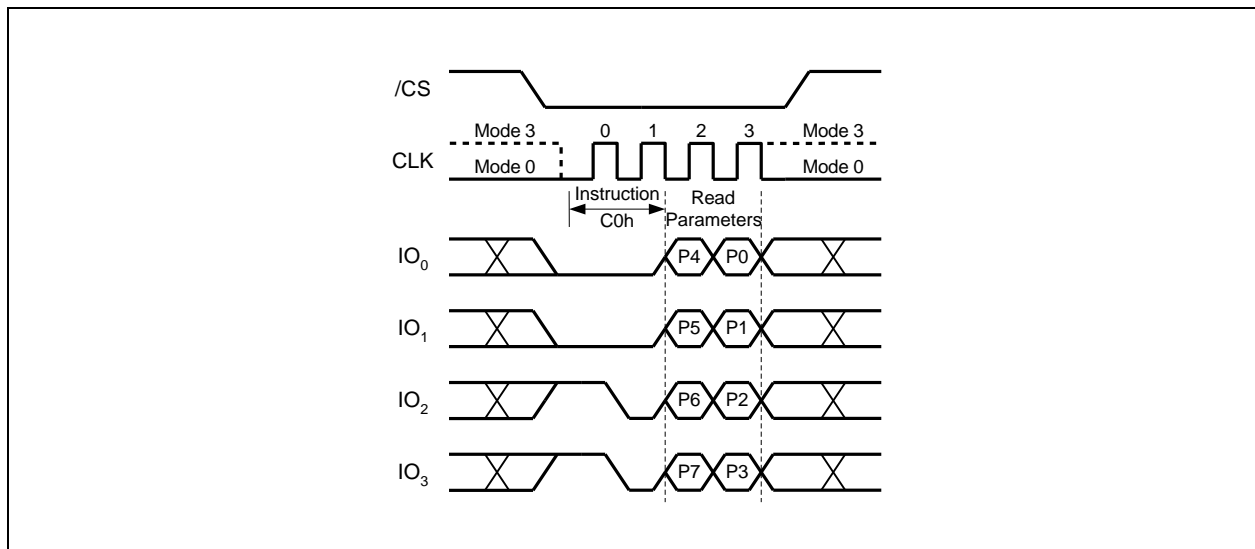 /CS
Mode 3 0 1 2 3 Mode 3
CLK
Mode 0 Mode 0
Instruction Read
C0h Parameters
IO0 P4 P0
IO1 P5 P1
IO2 P6 P2
IO3 P7 P3